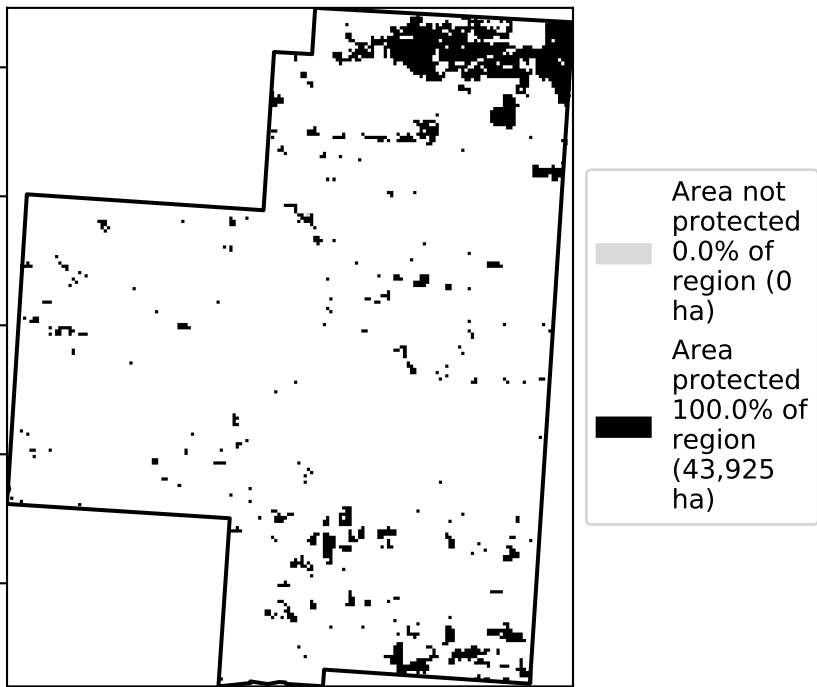 Area not
protected
0.0% of
region (0
ha)
Area
protected
100.0% of
region
(43,925
ha)